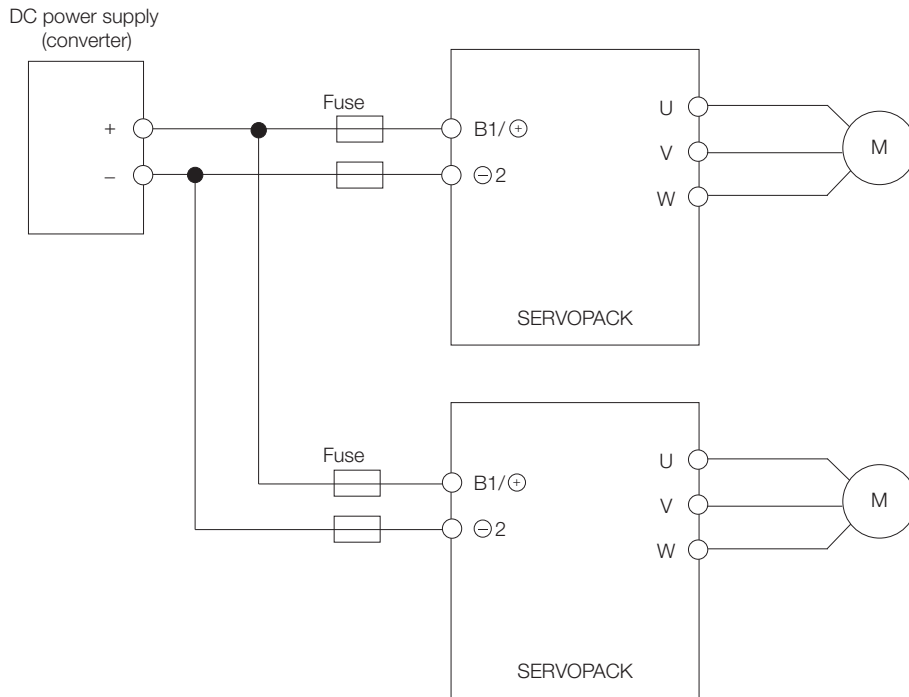 DC power supply
(converter)
+
−
Fuse
B1/⊕
⊖2
U
V
W
M
SERVOPACK
Fuse
B1/⊕
⊖2
U
V
W
M
SERVOPACK